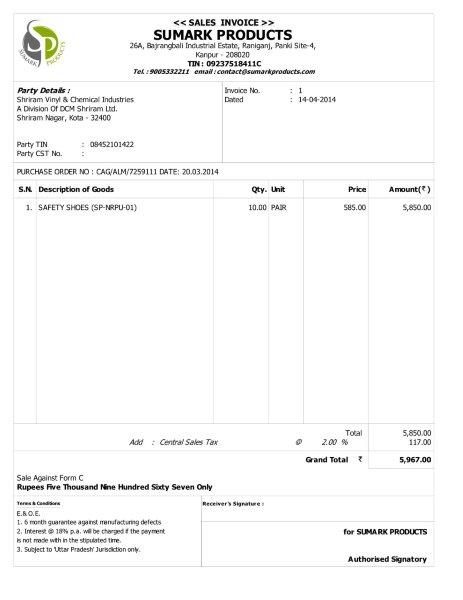 << SALES INVOICE >>
SUMARK PRODUCTS
26A, Bajrangbali Industrial Estate, Raniganj, Panki Site-4,
Kanpur - 208020
TIN : 09237518411C
Tel. : 9005332211 email : contact@sumarkproducts.com
SP
SUMARK PRODUCTS
Party Details :
Shriram Vinyl & Chemical Industries
A Division Of DCM Shriram Ltd.
Shriram Nagar, Kota - 32400
Party TIN : 08452101422
Party CST No. :
Invoice No. : 1
Dated : 14-04-2014
PURCHASE ORDER NO : CAG/ALM/7259111 DATE: 20.03.2014
S.N. Description of Goods Qty. Unit Price Amount(₹)
1. SAFETY SHOES (SP-NRPU-01) 10.00 PAIR 585.00 5,850.00
Total 5,850.00
Add : Central Sales Tax @ 2.00 % 117.00
Grand Total ₹ 5,967.00
Sale Against Form C
Rupees Five Thousand Nine Hundred Sixty Seven Only
Terms & Conditions
E.& O.E.
1. 6 month guarantee against manufacturing defects
2. Interest @ 18% p.a. will be charged if the payment
is not made with in the stipulated time.
3. Subject to 'Uttar Pradesh' Jurisdiction only.
Receiver's Signature :
for SUMARK PRODUCTS
Authorised Signatory